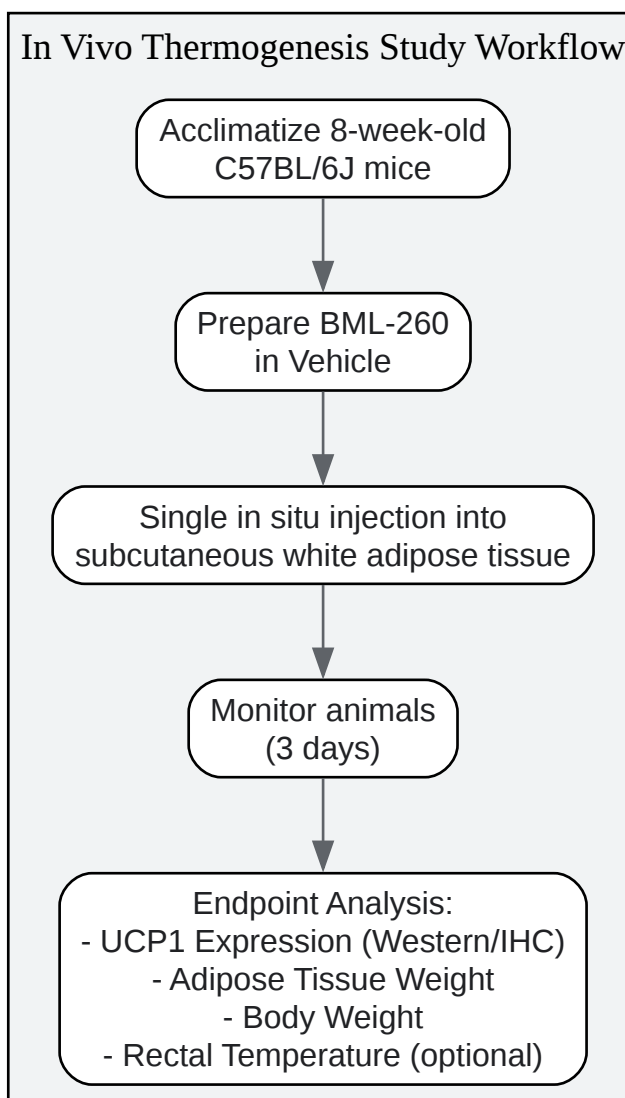 In Vivo Thermogenesis Study Workflow
Acclimatize 8-week-old
C57BL/6J mice
Prepare BML-260
in Vehicle
Single in situ injection into
subcutaneous white adipose tissue
Monitor animals
(3 days)
Endpoint Analysis:
- UCP1 Expression (Western/IHC)
- Adipose Tissue Weight
- Body Weight
- Rectal Temperature (optional)